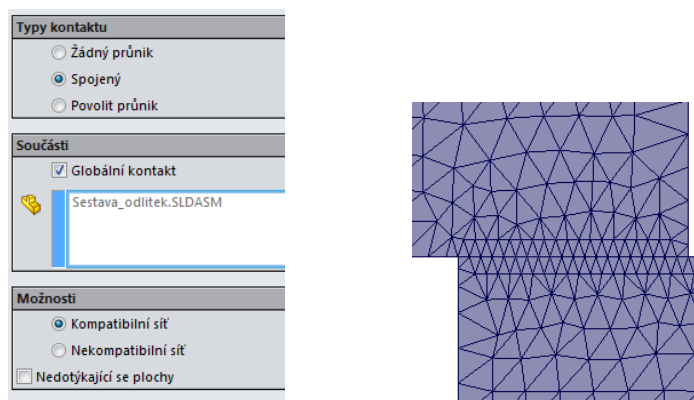 Typy kontaktu
Žádný průnik
Spojený
Povolit průnik
Součásti
Globální kontakt
Sestava_odlitek.SLDASM
Možnosti
Kompatibilní síť
Nekompatibilní síť
Nedotýkající se plochy